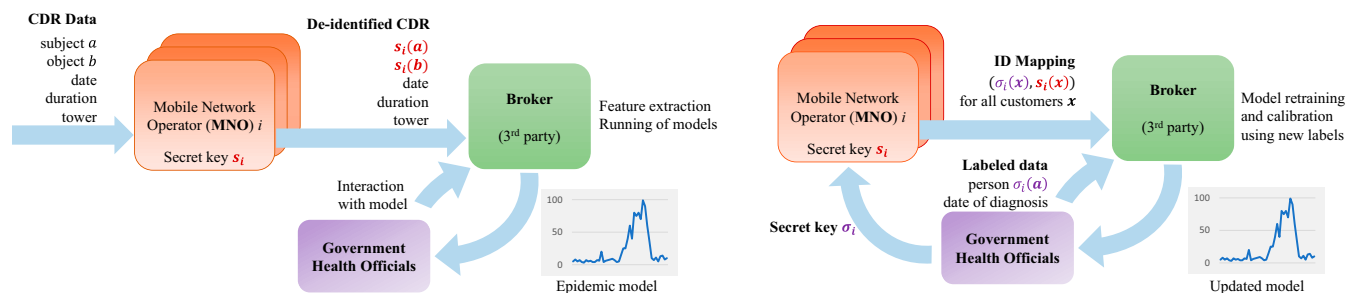 CDR Data
subject a
object b
date
duration
tower
Mobile Network
Operator (MNO) i
Secret key s_i
De-identified CDR
s_i(a)
s_i(b)
date
duration
tower
Broker
(3rd party)
Feature extraction
Running of models
Interaction
with model
Government
Health Officials
100
50
0
Epidemic model
Mobile Network
Operator (MNO) i
Secret key s_i
ID Mapping
(σ_i(x), s_i(x))
for all customers x
Broker
(3rd party)
Model retraining
and calibration
using new labels
Labeled data
person σ_i(a)
date of diagnosis
Secret key σ_i
Government
Health Officials
100
50
0
Updated model